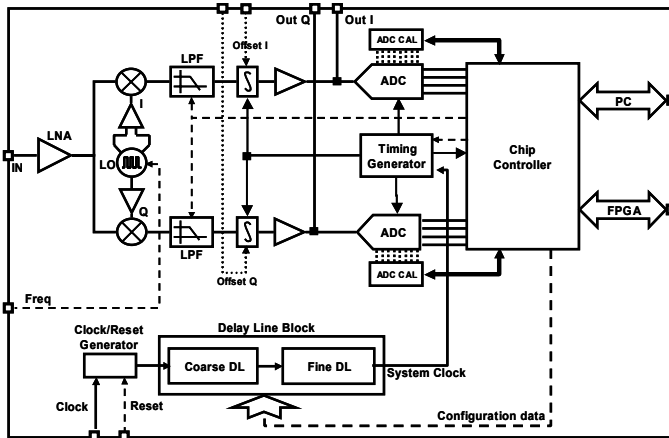 Out Q Out I
Offset I
ADC CAL
LPF
ADC
Chip
Controller
PC
I
LNA
IN
LO
Timing
Generator
Q
ADC
FPGA
LPF
ADC CAL
Offset Q
Freq
Clock/Reset
Generator
Delay Line Block
Coarse DL
Fine DL
System Clock
Clock
Reset
Configuration data